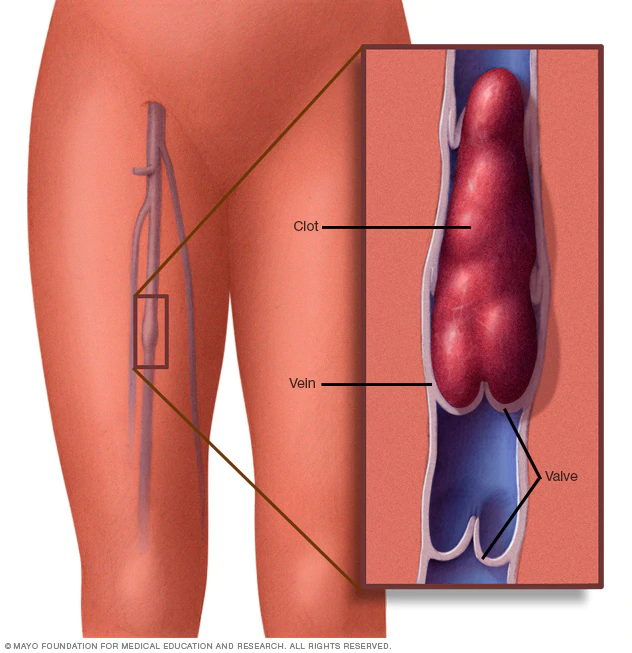 Clot
Vein
Valve
© MAYO FOUNDATION FOR MEDICAL EDUCATION AND RESEARCH. ALL RIGHTS RESERVED.